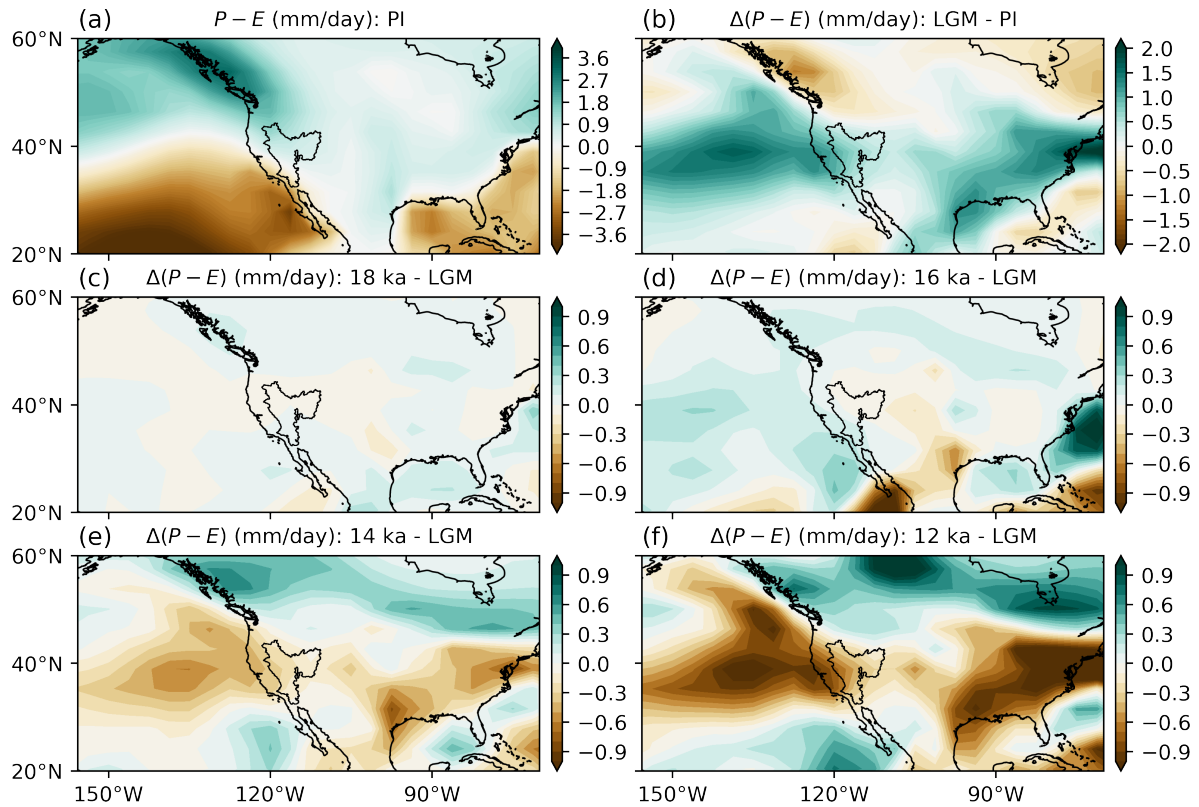 (a) P − E (mm/day): PI
60°N
40°N
20°N
3.6
2.7
1.8
0.9
0.0
−0.9
−1.8
−2.7
−3.6
(b) Δ(P − E) (mm/day): LGM - PI
2.0
1.5
1.0
0.5
0.0
−0.5
−1.0
−1.5
−2.0
(c) Δ(P − E) (mm/day): 18 ka - LGM
60°N
40°N
20°N
0.9
0.6
0.3
0.0
−0.3
−0.6
−0.9
(d) Δ(P − E) (mm/day): 16 ka - LGM
0.9
0.6
0.3
0.0
−0.3
−0.6
−0.9
(e) Δ(P − E) (mm/day): 14 ka - LGM
60°N
40°N
20°N
150°W 120°W 90°W
0.9
0.6
0.3
0.0
−0.3
−0.6
−0.9
(f) Δ(P − E) (mm/day): 12 ka - LGM
150°W 120°W 90°W
0.9
0.6
0.3
0.0
−0.3
−0.6
−0.9